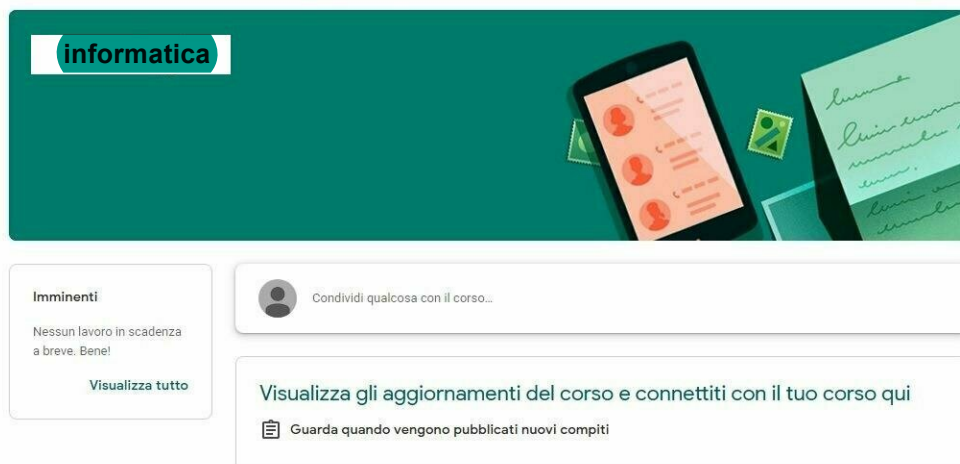 informatica
Imminenti
Nessun lavoro in scadenza
a breve. Bene!
Visualizza tutto
Condividi qualcosa con il corso...
Visualizza gli aggiornamenti del corso e connettiti con il tuo corso qui
Guarda quando vengono pubblicati nuovi compiti